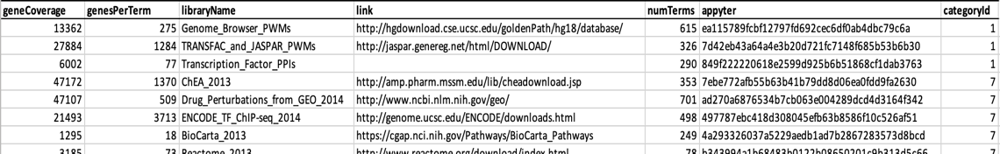 geneCoverage genesPerTerm libraryName link numTerms appyter categoryId
13362 275 Genome_Browser_PWMs http://hgdownload.cse.ucsc.edu/goldenPath/hg18/database/ 615 ea115789fcbf12797fd692cec6df0ab4dbc79c6a 1
27884 1284 TRANSFAC_and_JASPAR_PWMs http://jaspar.genereg.net/html/DOWNLOAD/ 326 7d42eb43a64a4e3b20d721fc7148f685b53b6b30 1
6002 77 Transcription_Factor_PPIs 290 849f222220618e2599d925b6b51868cf1dab3763 1
47172 1370 ChEA_2013 http://amp.pharm.mssm.edu/lib/cheadownload.jsp 353 7ebe772afb55b63b41b79dd8d06ea0fdd9fa2630 7
47107 509 Drug_Perturbations_from_GEO_2014 http://www.ncbi.nlm.nih.gov/geo/ 701 ad270a6876534b7cb063e004289dcd4d3164f342 7
21493 3713 ENCODE_TF_ChIP-seq_2014 http://genome.ucsc.edu/ENCODE/downloads.html 498 497787ebc418d308045efb63b8586f10c526af51 7
1295 18 BioCarta_2013 https://cgap.nci.nih.gov/Pathways/BioCarta_Pathways 249 4a293326037a5229aedb1ad7b2867283573d8bcd 7
3185 73 Reactome_2013 http://www.reactome.org/download/index.html 78 7